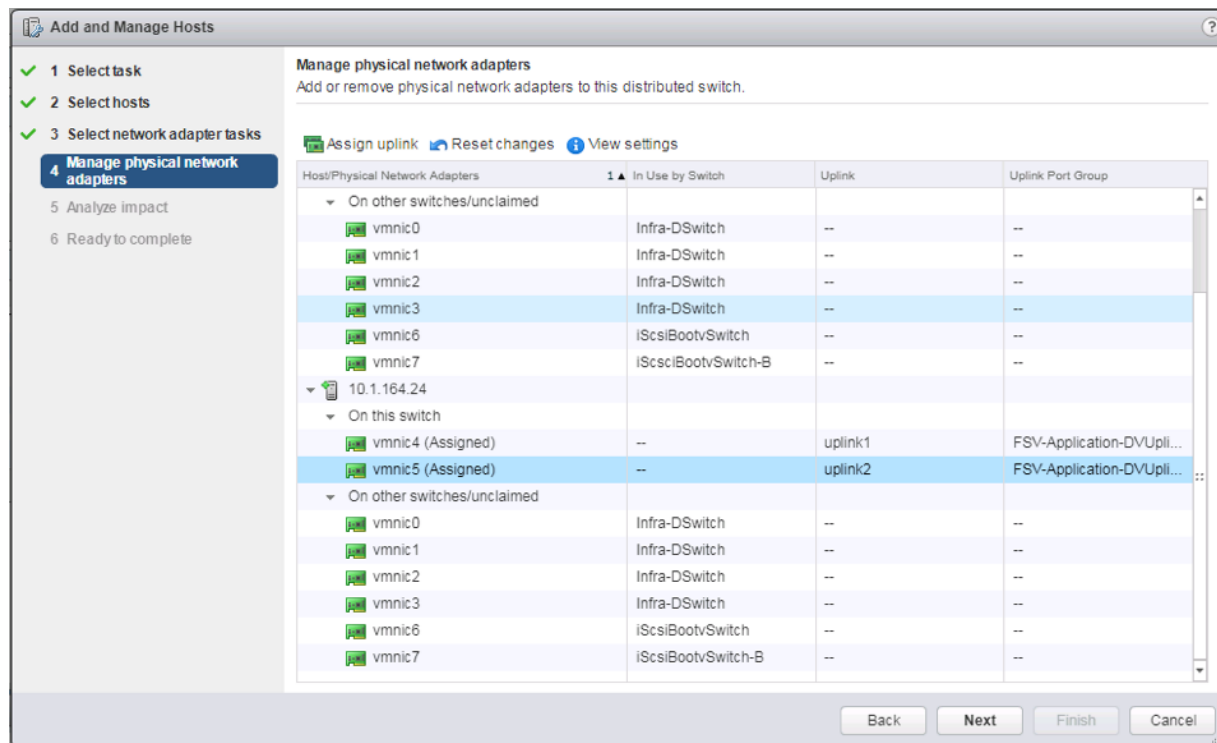 Add and Manage Hosts
?
1 Select task
2 Select hosts
3 Select network adapter tasks
4 Manage physical network
adapters
5 Analyze impact
6 Ready to complete
Manage physical network adapters
Add or remove physical network adapters to this distributed switch.
Assign uplink Reset changes View settings
Host/Physical Network Adapters 1 ▲ In Use by Switch Uplink Uplink Port Group
On other switches/unclaimed
vmnic0 Infra-DSwitch -- --
vmnic1 Infra-DSwitch -- --
vmnic2 Infra-DSwitch -- --
vmnic3 Infra-DSwitch -- --
vmnic6 iScsiBootvSwitch -- --
vmnic7 iScsciBootvSwitch-B -- --
10.1.164.24
On this switch
vmnic4 (Assigned) -- uplink1 FSV-Application-DVUpli...
vmnic5 (Assigned) -- uplink2 FSV-Application-DVUpli...
On other switches/unclaimed
vmnic0 Infra-DSwitch -- --
vmnic1 Infra-DSwitch -- --
vmnic2 Infra-DSwitch -- --
vmnic3 Infra-DSwitch -- --
vmnic6 iScsiBootvSwitch -- --
vmnic7 iScsiBootvSwitch-B -- --
Back Next Finish Cancel